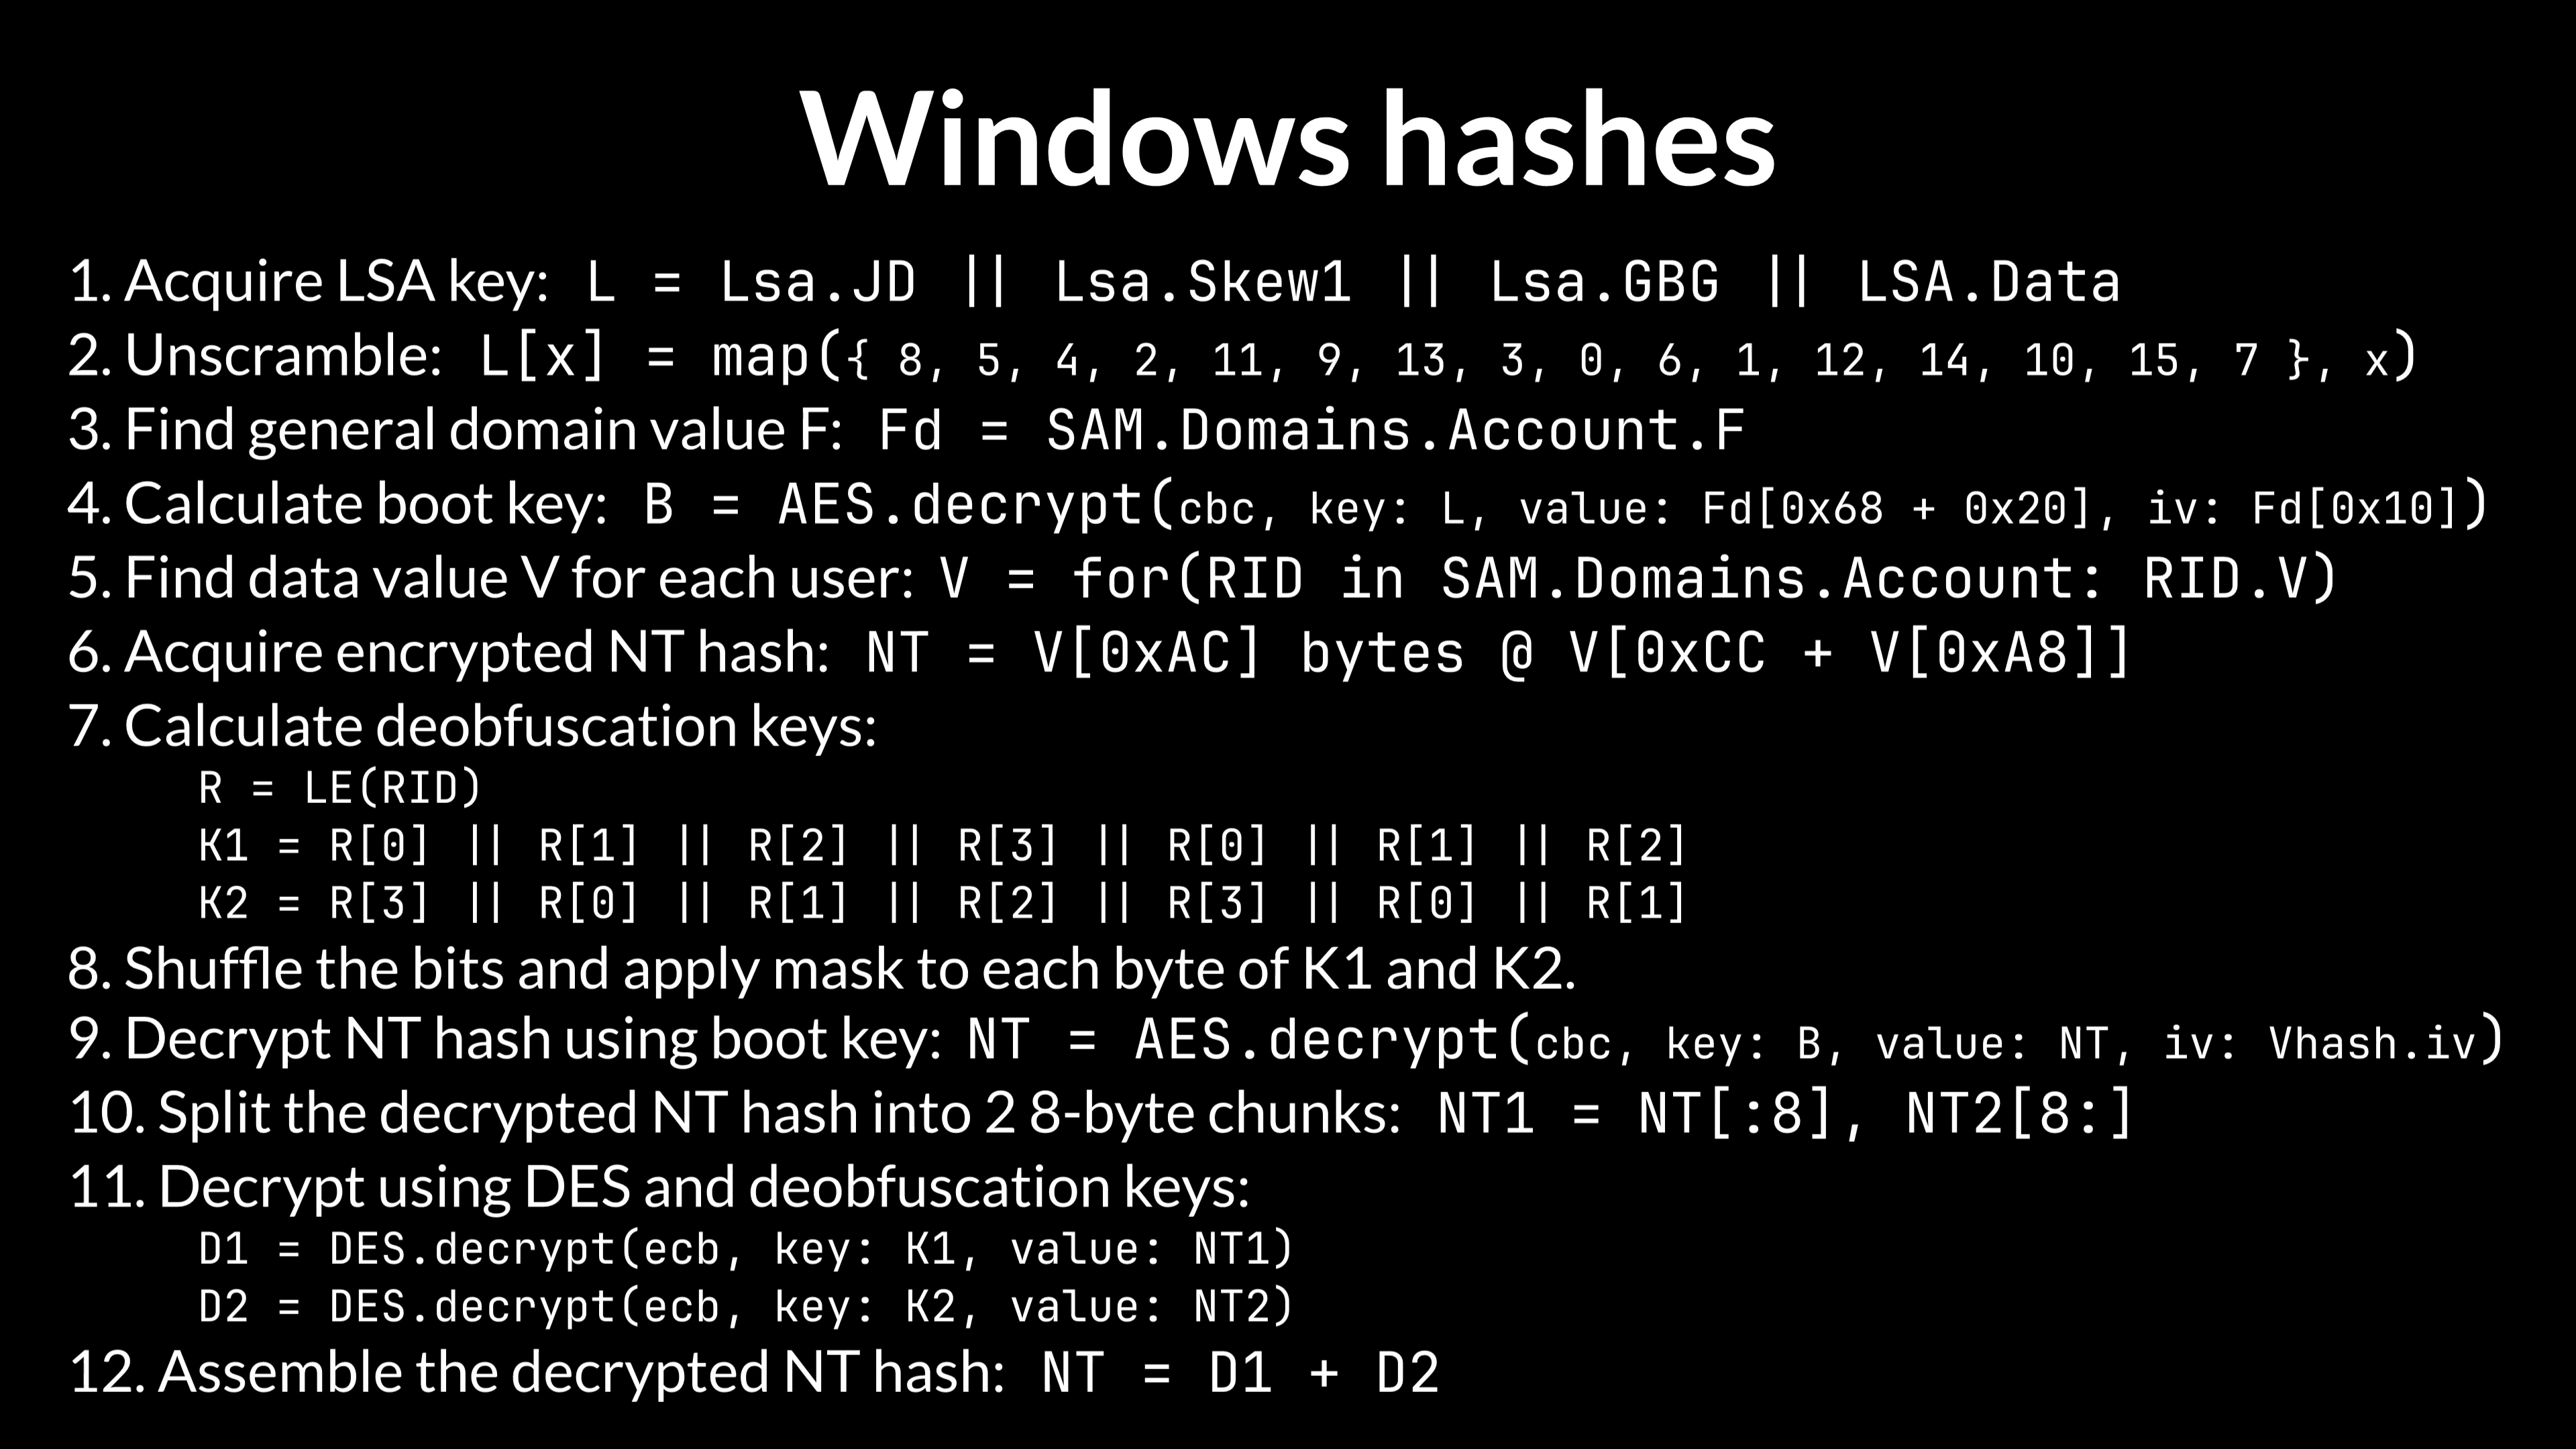 Windows hashes
1. Acquire LSA key: L = Lsa.JD || Lsa.Skew1 || Lsa.GBG || LSA.Data
2. Unscramble: L[x] = map({ 8, 5, 4, 2, 11, 9, 13, 3, 0, 6, 1, 12, 14, 10, 15, 7 }, x)
3. Find general domain value F: Fd = SAM.Domains.Account.F
4. Calculate boot key: B = AES.decrypt(cbc, key: L, value: Fd[0x68 + 0x20], iv: Fd[0x10])
5. Find data value V for each user: V = for(RID in SAM.Domains.Account: RID.V)
6. Acquire encrypted NT hash: NT = V[0xAC] bytes @ V[0xCC + V[0xA8]]
7. Calculate deobfuscation keys:
R = LE(RID)
K1 = R[0] || R[1] || R[2] || R[3] || R[0] || R[1] || R[2]
K2 = R[3] || R[0] || R[1] || R[2] || R[3] || R[0] || R[1]
8. Shuffle the bits and apply mask to each byte of K1 and K2.
9. Decrypt NT hash using boot key: NT = AES.decrypt(cbc, key: B, value: NT, iv: Vhash.iv)
10. Split the decrypted NT hash into 2 8-byte chunks: NT1 = NT[:8], NT2[8:]
11. Decrypt using DES and deobfuscation keys:
D1 = DES.decrypt(ecb, key: K1, value: NT1)
D2 = DES.decrypt(ecb, key: K2, value: NT2)
12. Assemble the decrypted NT hash: NT = D1 + D2